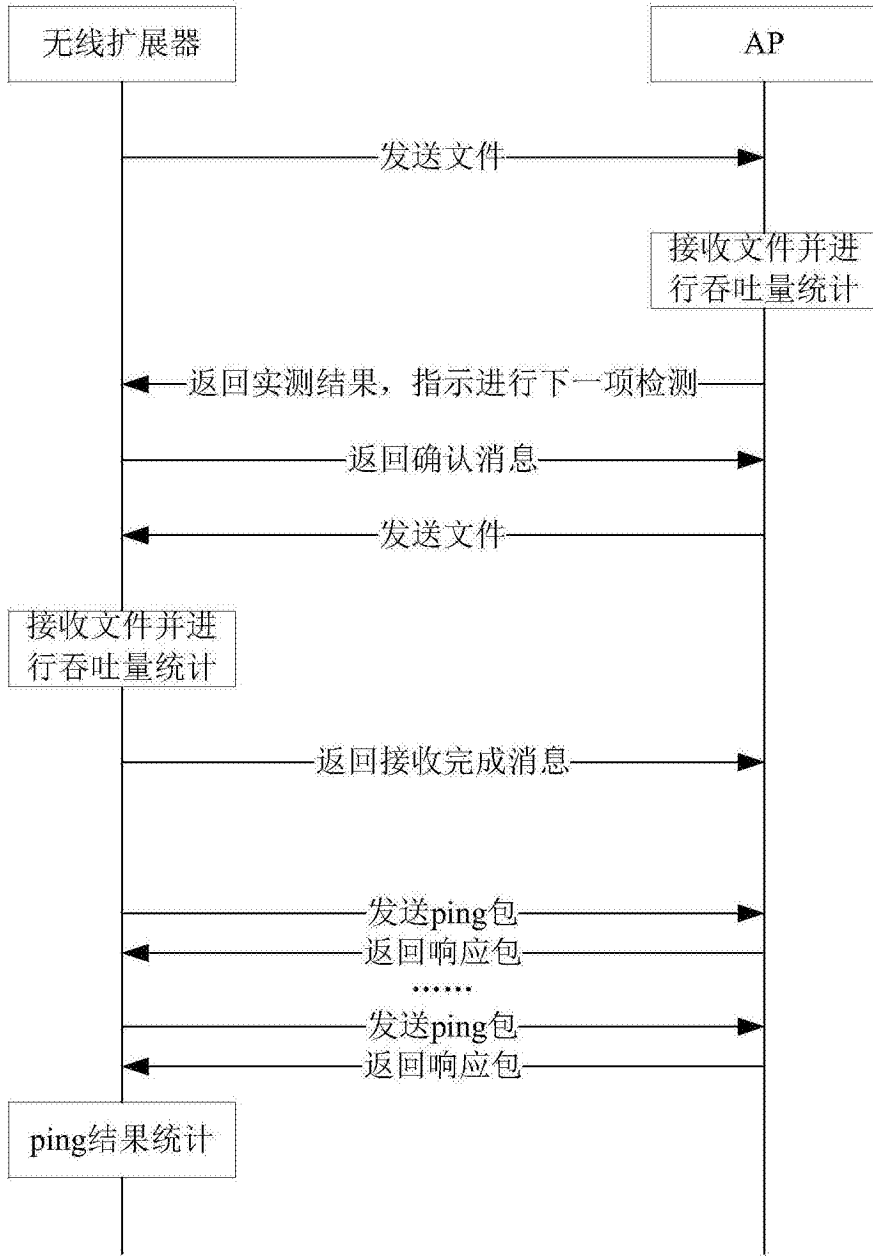 无线扩展器
AP
发送文件
接收文件并进
行吞吐量统计
返回实测结果，指示进行下一项检测
返回确认消息
发送文件
接收文件并进
行吞吐量统计
返回接收完成消息
发送ping包
返回响应包
......
发送ping包
返回响应包
ping结果统计